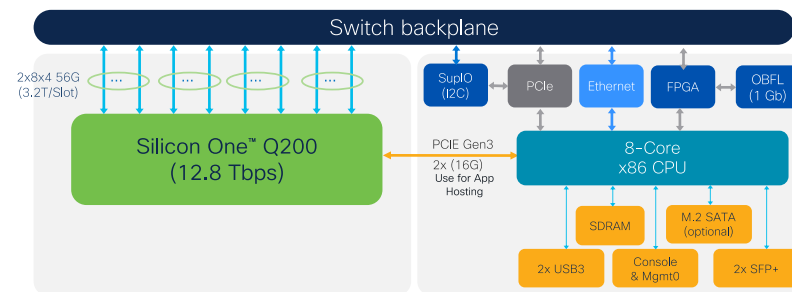 Switch backplane
2x8x4 56G
(3.2T/Slot)
...
...
...
...
SupIO
(I2C)
PCIe
Ethernet
FPGA
OBFL
(1 Gb)
Silicon One™ Q200
(12.8 Tbps)
PCIE Gen3
2x (16G)
Use for App
Hosting
8-Core
x86 CPU
SDRAM
M.2 SATA
(optional)
2x USB3
Console
& Mgmt0
2x SFP+